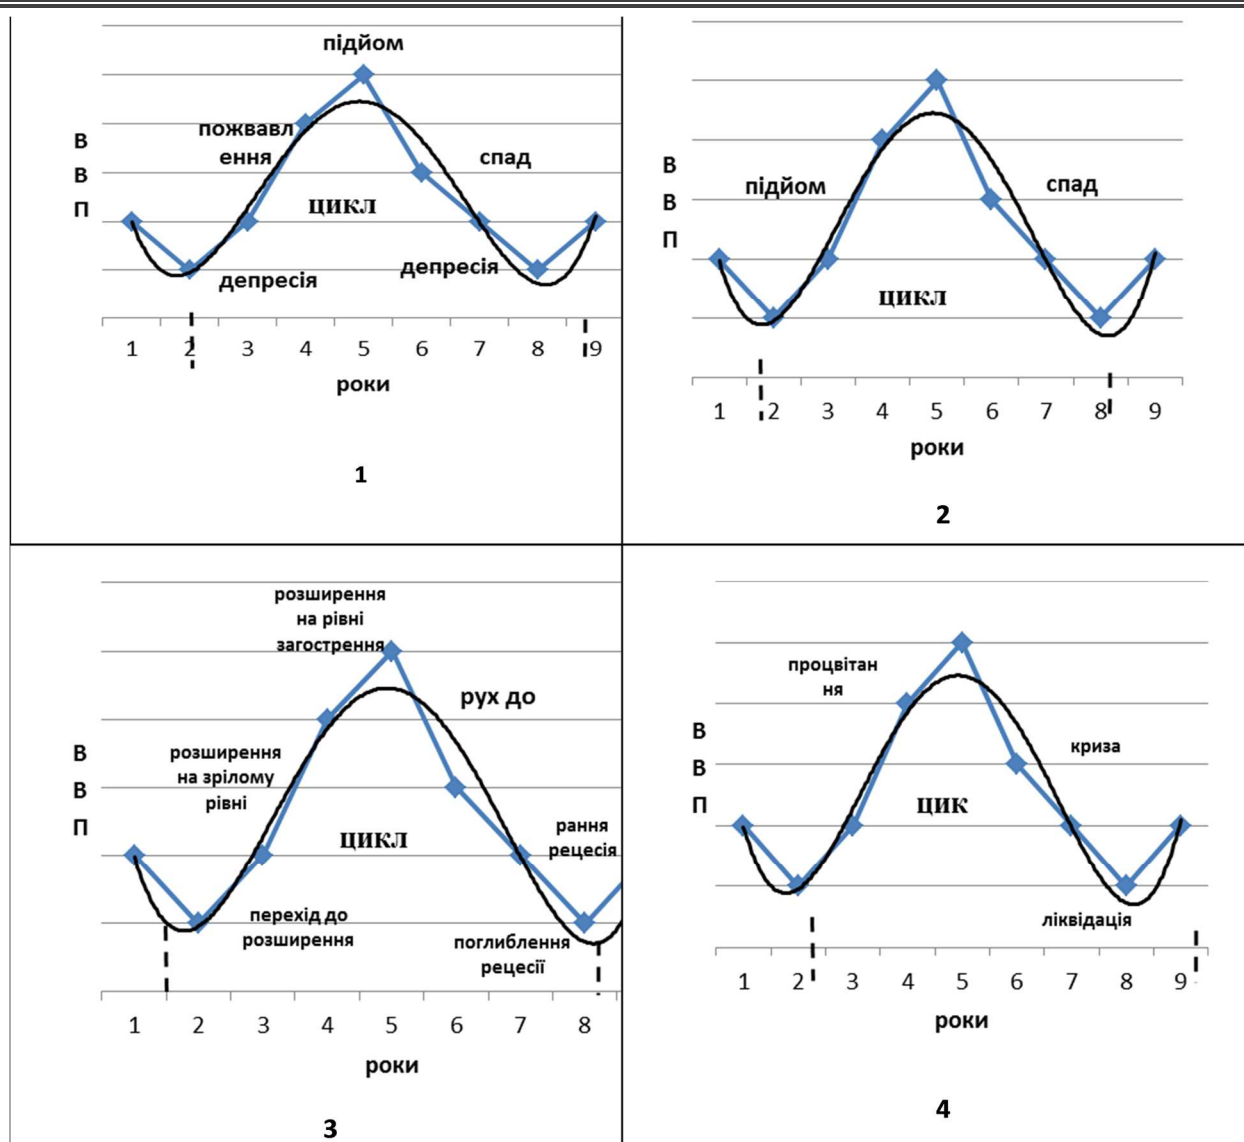 підйом
пожвавл
ення
спад
В
В
П
цикл
депресія
депресія
1 2 3 4 5 6 7 8 9
роки
1
підйом
спад
В
В
П
цикл
1 2 3 4 5 6 7 8 9
роки
2
розширення
на рівні
загострення
рух до
розширення
на зрілому
рівні
В
В
П
цикл
рання
рецесія
перехід до
розширення
поглиблення
рецесії
1 2 3 4 5 6 7 8
роки
3
процвітан
ня
криза
В
В
П
цик
ліквідація
1 2 3 4 5 6 7 8 9
роки
4